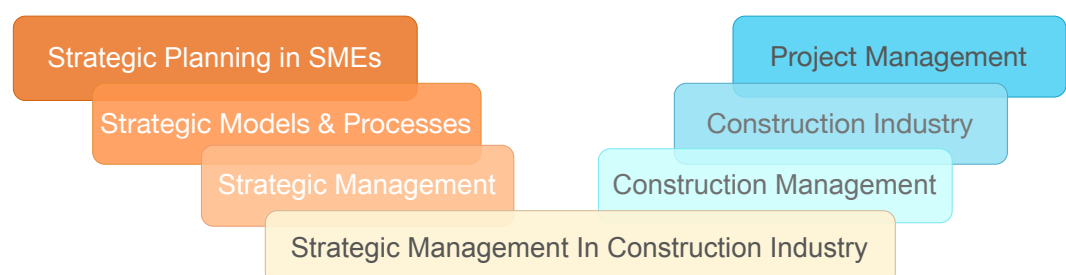 Strategic Planning in SMEs
Project Management
Strategic Models & Processes
Construction Industry
Strategic Management
Construction Management
Strategic Management In Construction Industry